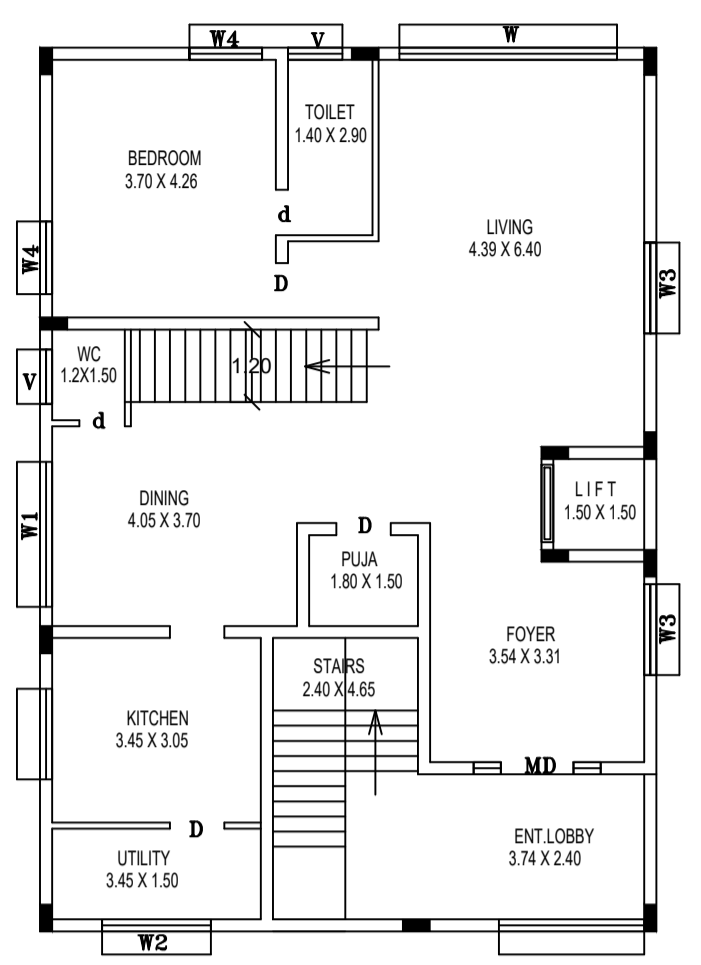 W4
V
W
TOILET
1.40 X 2.90
BEDROOM
3.70 X 4.26
d
LIVING
4.39 X 6.40
W4
D
W3
WC
1.2X1.50
1.20
V
d
LIFT
1.50 X 1.50
DINING
4.05 X 3.70
W1
D
PUJA
1.80 X 1.50
FOYER
3.54 X 3.31
W3
STAIRS
2.40 X 4.65
KITCHEN
3.45 X 3.05
MD
D
ENT.LOBBY
3.74 X 2.40
UTILITY
3.45 X 1.50
W2